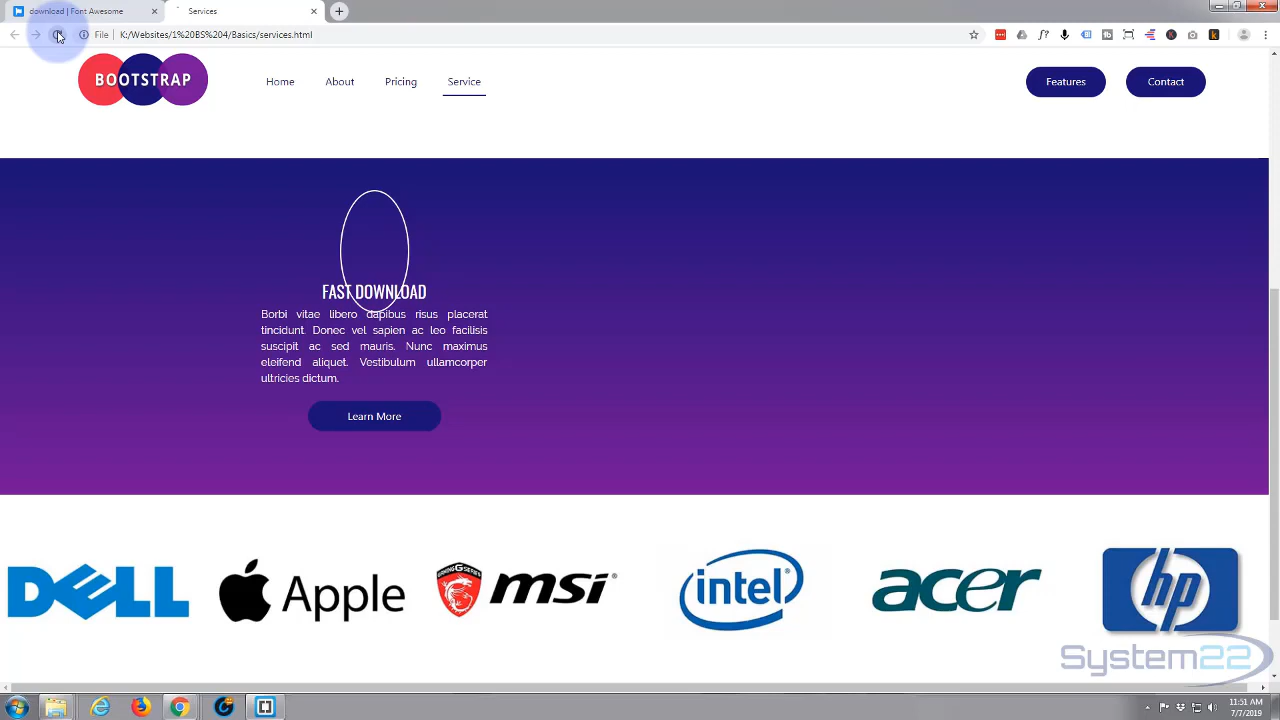 download | Font Awesome
Services
File
K:/Websites/1%20BS%204/Basics/services.html
BOOTSTRAP
Home
About
Pricing
Service
Features
Contact
FAST DOWNLOAD
Borbi vitae libero dapibus risus placerat
tincidunt. Donec vel sapien ac leo facilisis
suscipit ac sed mauris. Nunc maximus
eleifend aliquet. Vestibulum ullamcorper
ultricies dictum.
Learn More
DELL
Apple
GAMING G SERIES
msi
intel
acer
hp
System22
11:51 AM
7/7/2019